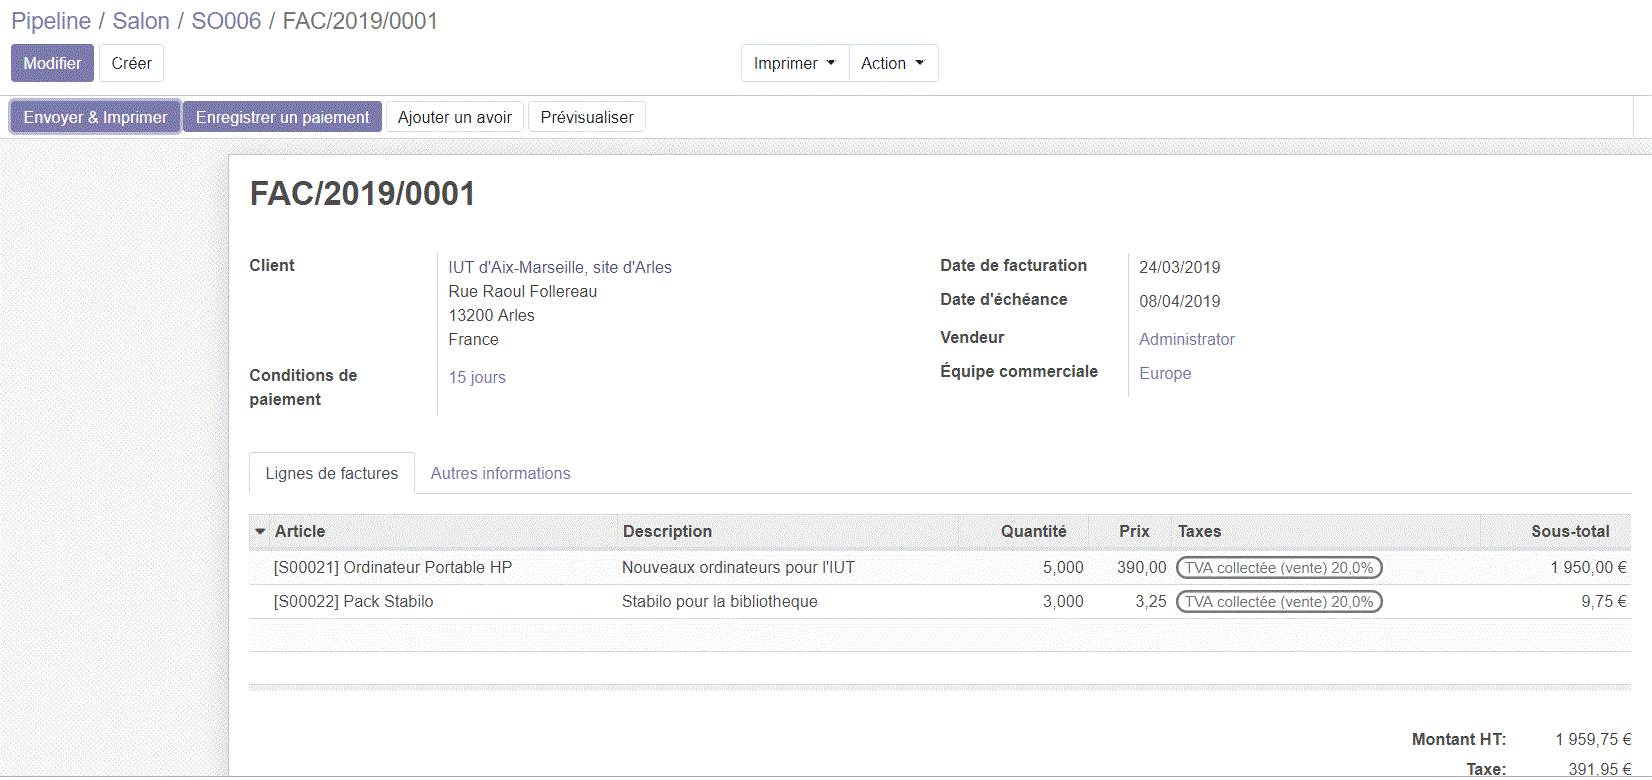 Pipeline / Salon / SO006 / FAC/2019/0001
Modifier Créer Imprimer Action
Envoyer & Imprimer Enregistrer un paiement Ajouter un avoir Prévisualiser
FAC/2019/0001
Client
IUT d'Aix-Marseille, site d'Arles
Rue Raoul Follereau
13200 Arles
France
Conditions de
paiement
15 jours
Date de facturation 24/03/2019
Date d'échéance 08/04/2019
Vendeur Administrator
Équipe commerciale Europe
Lignes de factures Autres informations
Article Description Quantité Prix Taxes Sous-total
[S00021] Ordinateur Portable HP Nouveaux ordinateurs pour l'IUT 5,000 390,00 TVA collectée (vente) 20,0% 1 950,00 €
[S00022] Pack Stabilo Stabilo pour la bibliotheque 3,000 3,25 TVA collectée (vente) 20,0% 9,75 €
Montant HT: 1 959,75 €
Taxe: 391,95 €